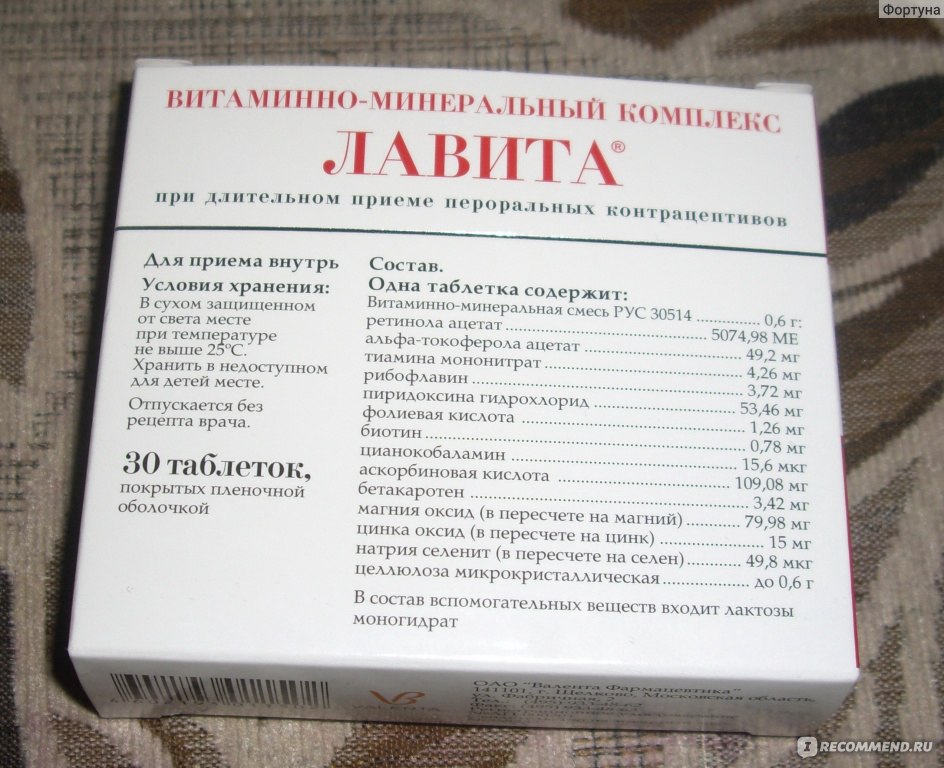 Фортуна
ВИТАМИННО-МИНЕРАЛЬНЫЙ КОМПЛЕКС
ЛАВИТА®
при длительном приеме пероральных контрацептивов
Для приема внутрь
Условия хранения:
В сухом защищенном
от света месте
при температуре
не выше 25°С.
Хранить в недоступном
для детей месте.
Отпускается без
рецепта врача.
30 таблеток,
покрытых пленочной
оболочкой
Состав.
Одна таблетка содержит:
Витаминно-минеральная смесь РУС 30514 ............. 0,6 г:
ретинола ацетат ............. 5074,98 МЕ
альфа-токоферола ацетат ............. 49,2 мг
тиамина мононитрат ............. 4,26 мг
рибофлавин ............. 3,72 мг
пиридоксина гидрохлорид ............. 53,46 мг
фолиевая кислота ............. 1,26 мг
биотин ............. 0,78 мг
цианокобаламин ............. 15,6 мкг
аскорбиновая кислота ............. 109,08 мг
бетакаротен ............. 3,42 мг
магния оксид (в пересчете на магний) ............. 79,98 мг
цинка оксид (в пересчете на цинк) ............. 15 мг
натрия селенит (в пересчете на селен) ............. 49,8 мкг
целлюлоза микрокристаллическая ............. до 0,6 г
В состав вспомогательных веществ входит лактозы
моногидрат
ОАО "Валента Фармацевтика"
141101, г. Щелково, Московская область,
ул.
IRECOMMEND.RU